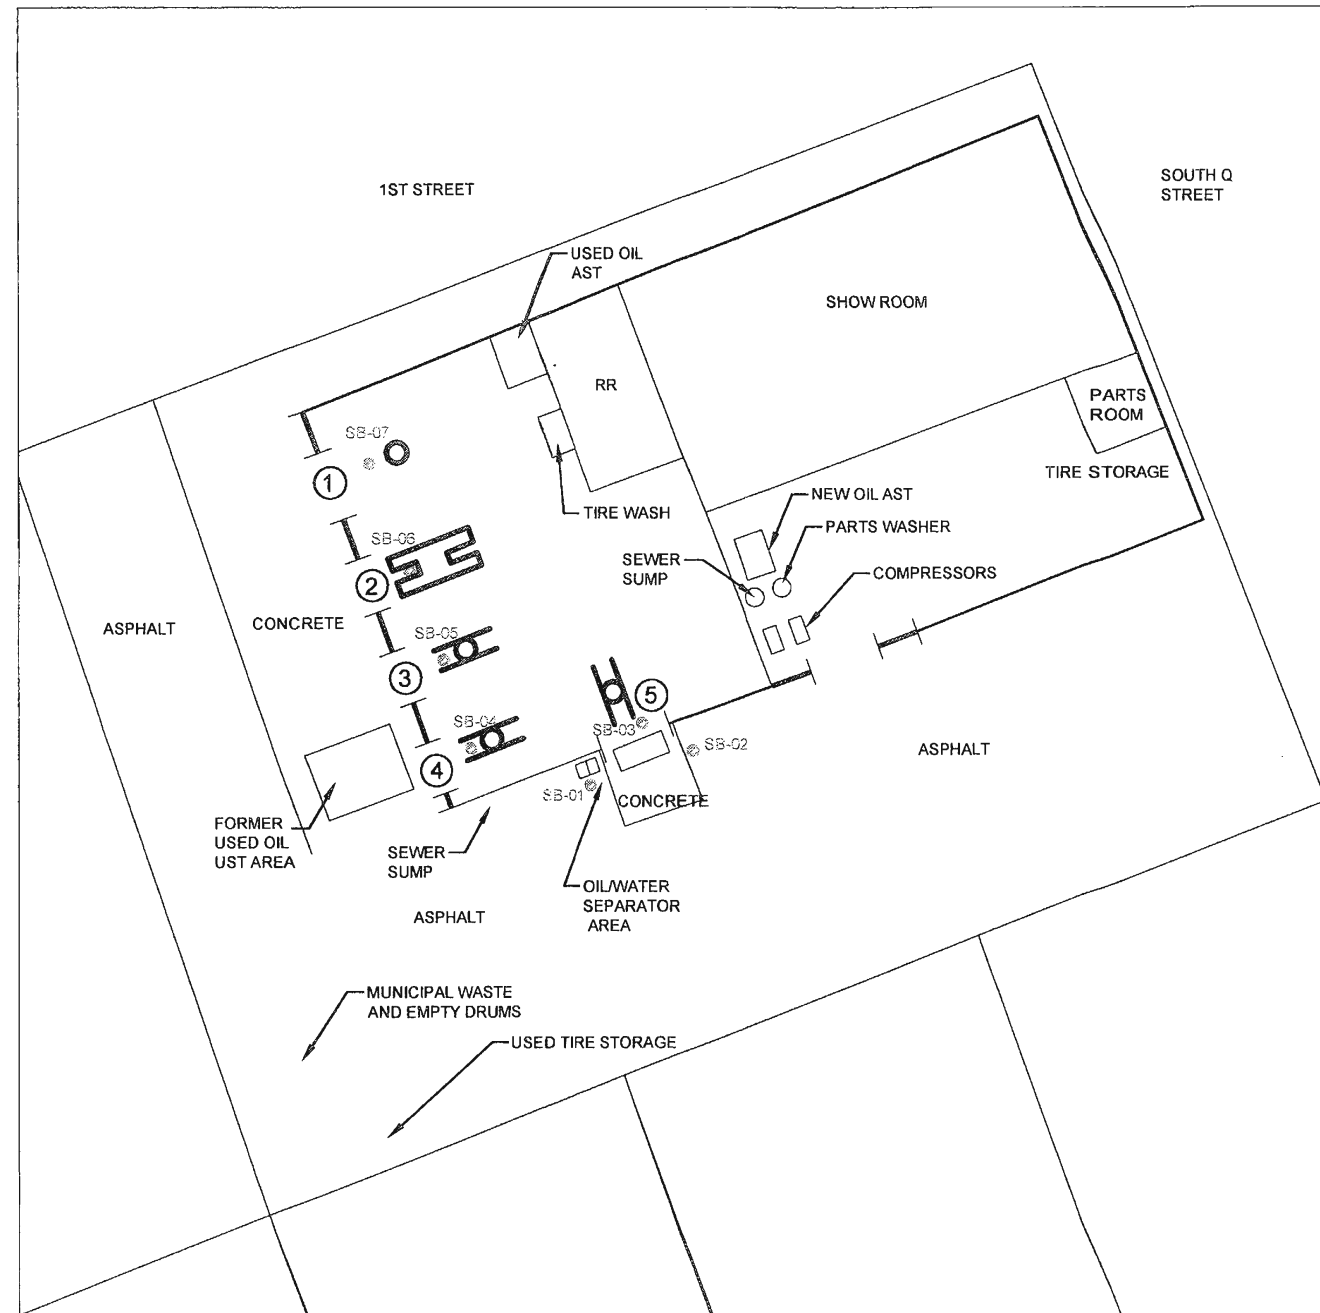 1ST STREET
SOUTH Q
STREET
USED OIL
AST
SHOW ROOM
RR
PARTS
ROOM
SB-07
TIRE STORAGE
1
NEW OIL AST
TIRE WASH
PARTS WASHER
SB-06
SEWER
SUMP
COMPRESSORS
2
ASPHALT
CONCRETE
SB-05
3
5
SB-04
SB-03
SB-02
ASPHALT
4
SB-01
CONCRETE
FORMER
USED OIL
UST AREA
SEWER
SUMP
OIL/WATER
SEPARATOR
AREA
ASPHALT
MUNICIPAL WASTE
AND EMPTY DRUMS
USED TIRE STORAGE